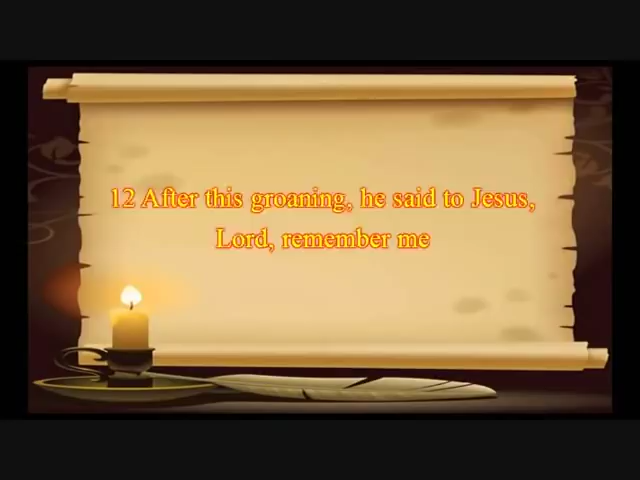 12 After this groaning, he said to Jesus,
Lord, remember me